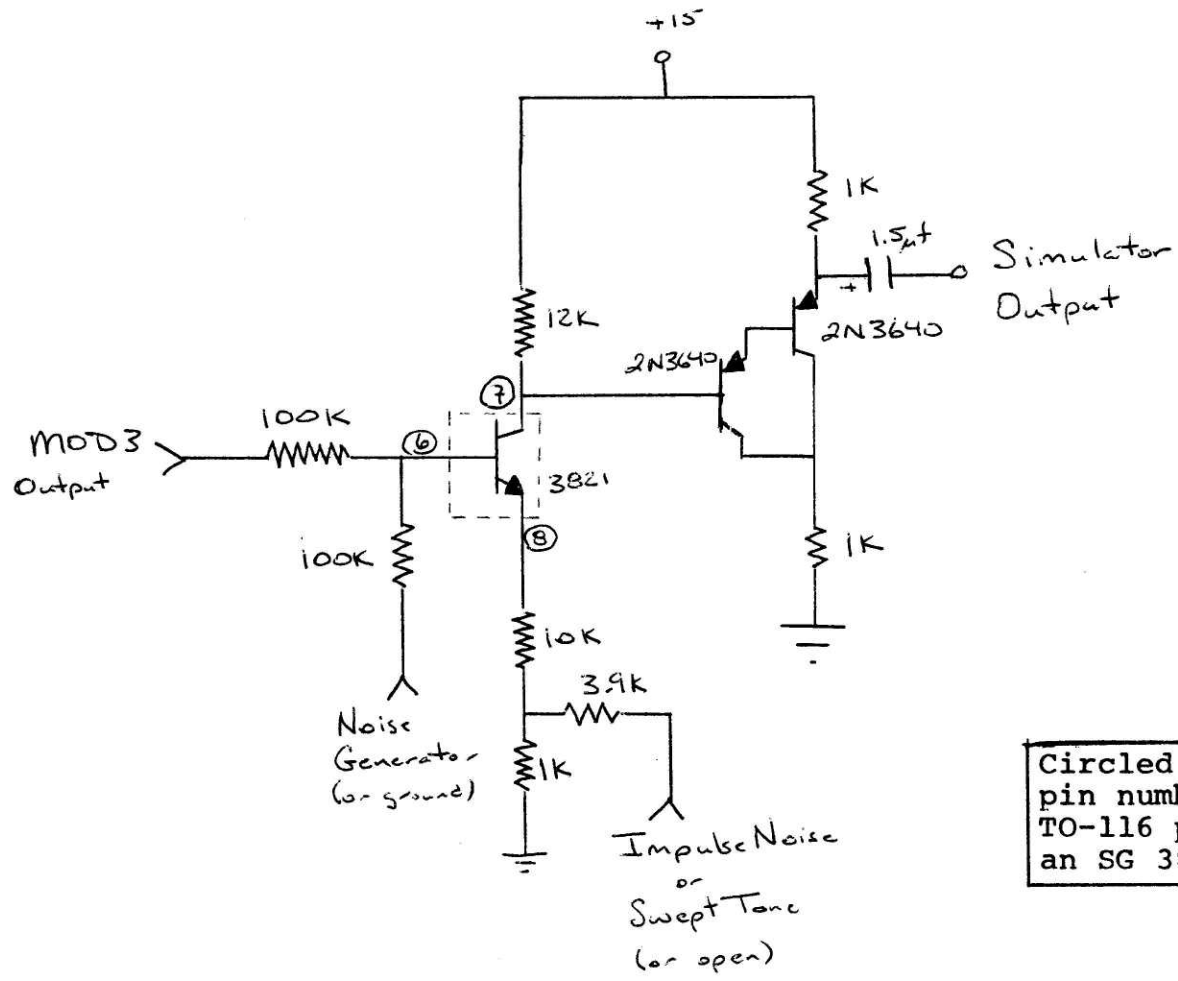 +15
1K
1.5µf
+
Simulator
Output
12K
2N3640
2N3640
7
100K
MOD3
Output
6
3821
8
100K
1K
10K
3.9K
Noise
Generator
(or ground)
1K
Impulse Noise
or
Swept Tone
(or open)
Circled
pin num
TO-116 p
an SG 3